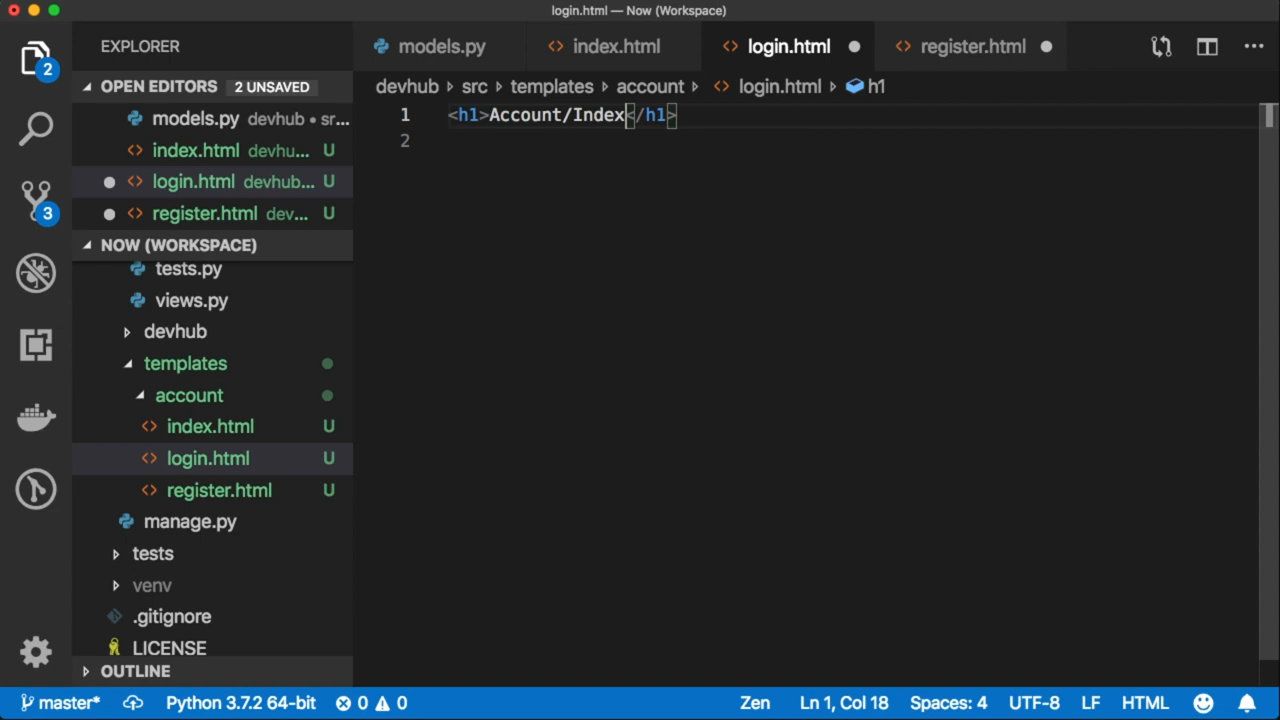 login.html — Now (Workspace)
EXPLORER
models.py
index.html
login.html
register.html
OPEN EDITORS 2 UNSAVED
devhub src templates account login.html h1
models.py devhub • sr...
index.html devhu... U
login.html devhub... U
register.html dev... U
1 <h1>Account/Index</h1>
2
2
3
NOW (WORKSPACE)
tests.py
views.py
devhub
templates
account
index.html U
login.html U
register.html U
manage.py
tests
venv
.gitignore
LICENSE
OUTLINE
master* Python 3.7.2 64-bit 0 0 Zen Ln 1, Col 18 Spaces: 4 UTF-8 LF HTML